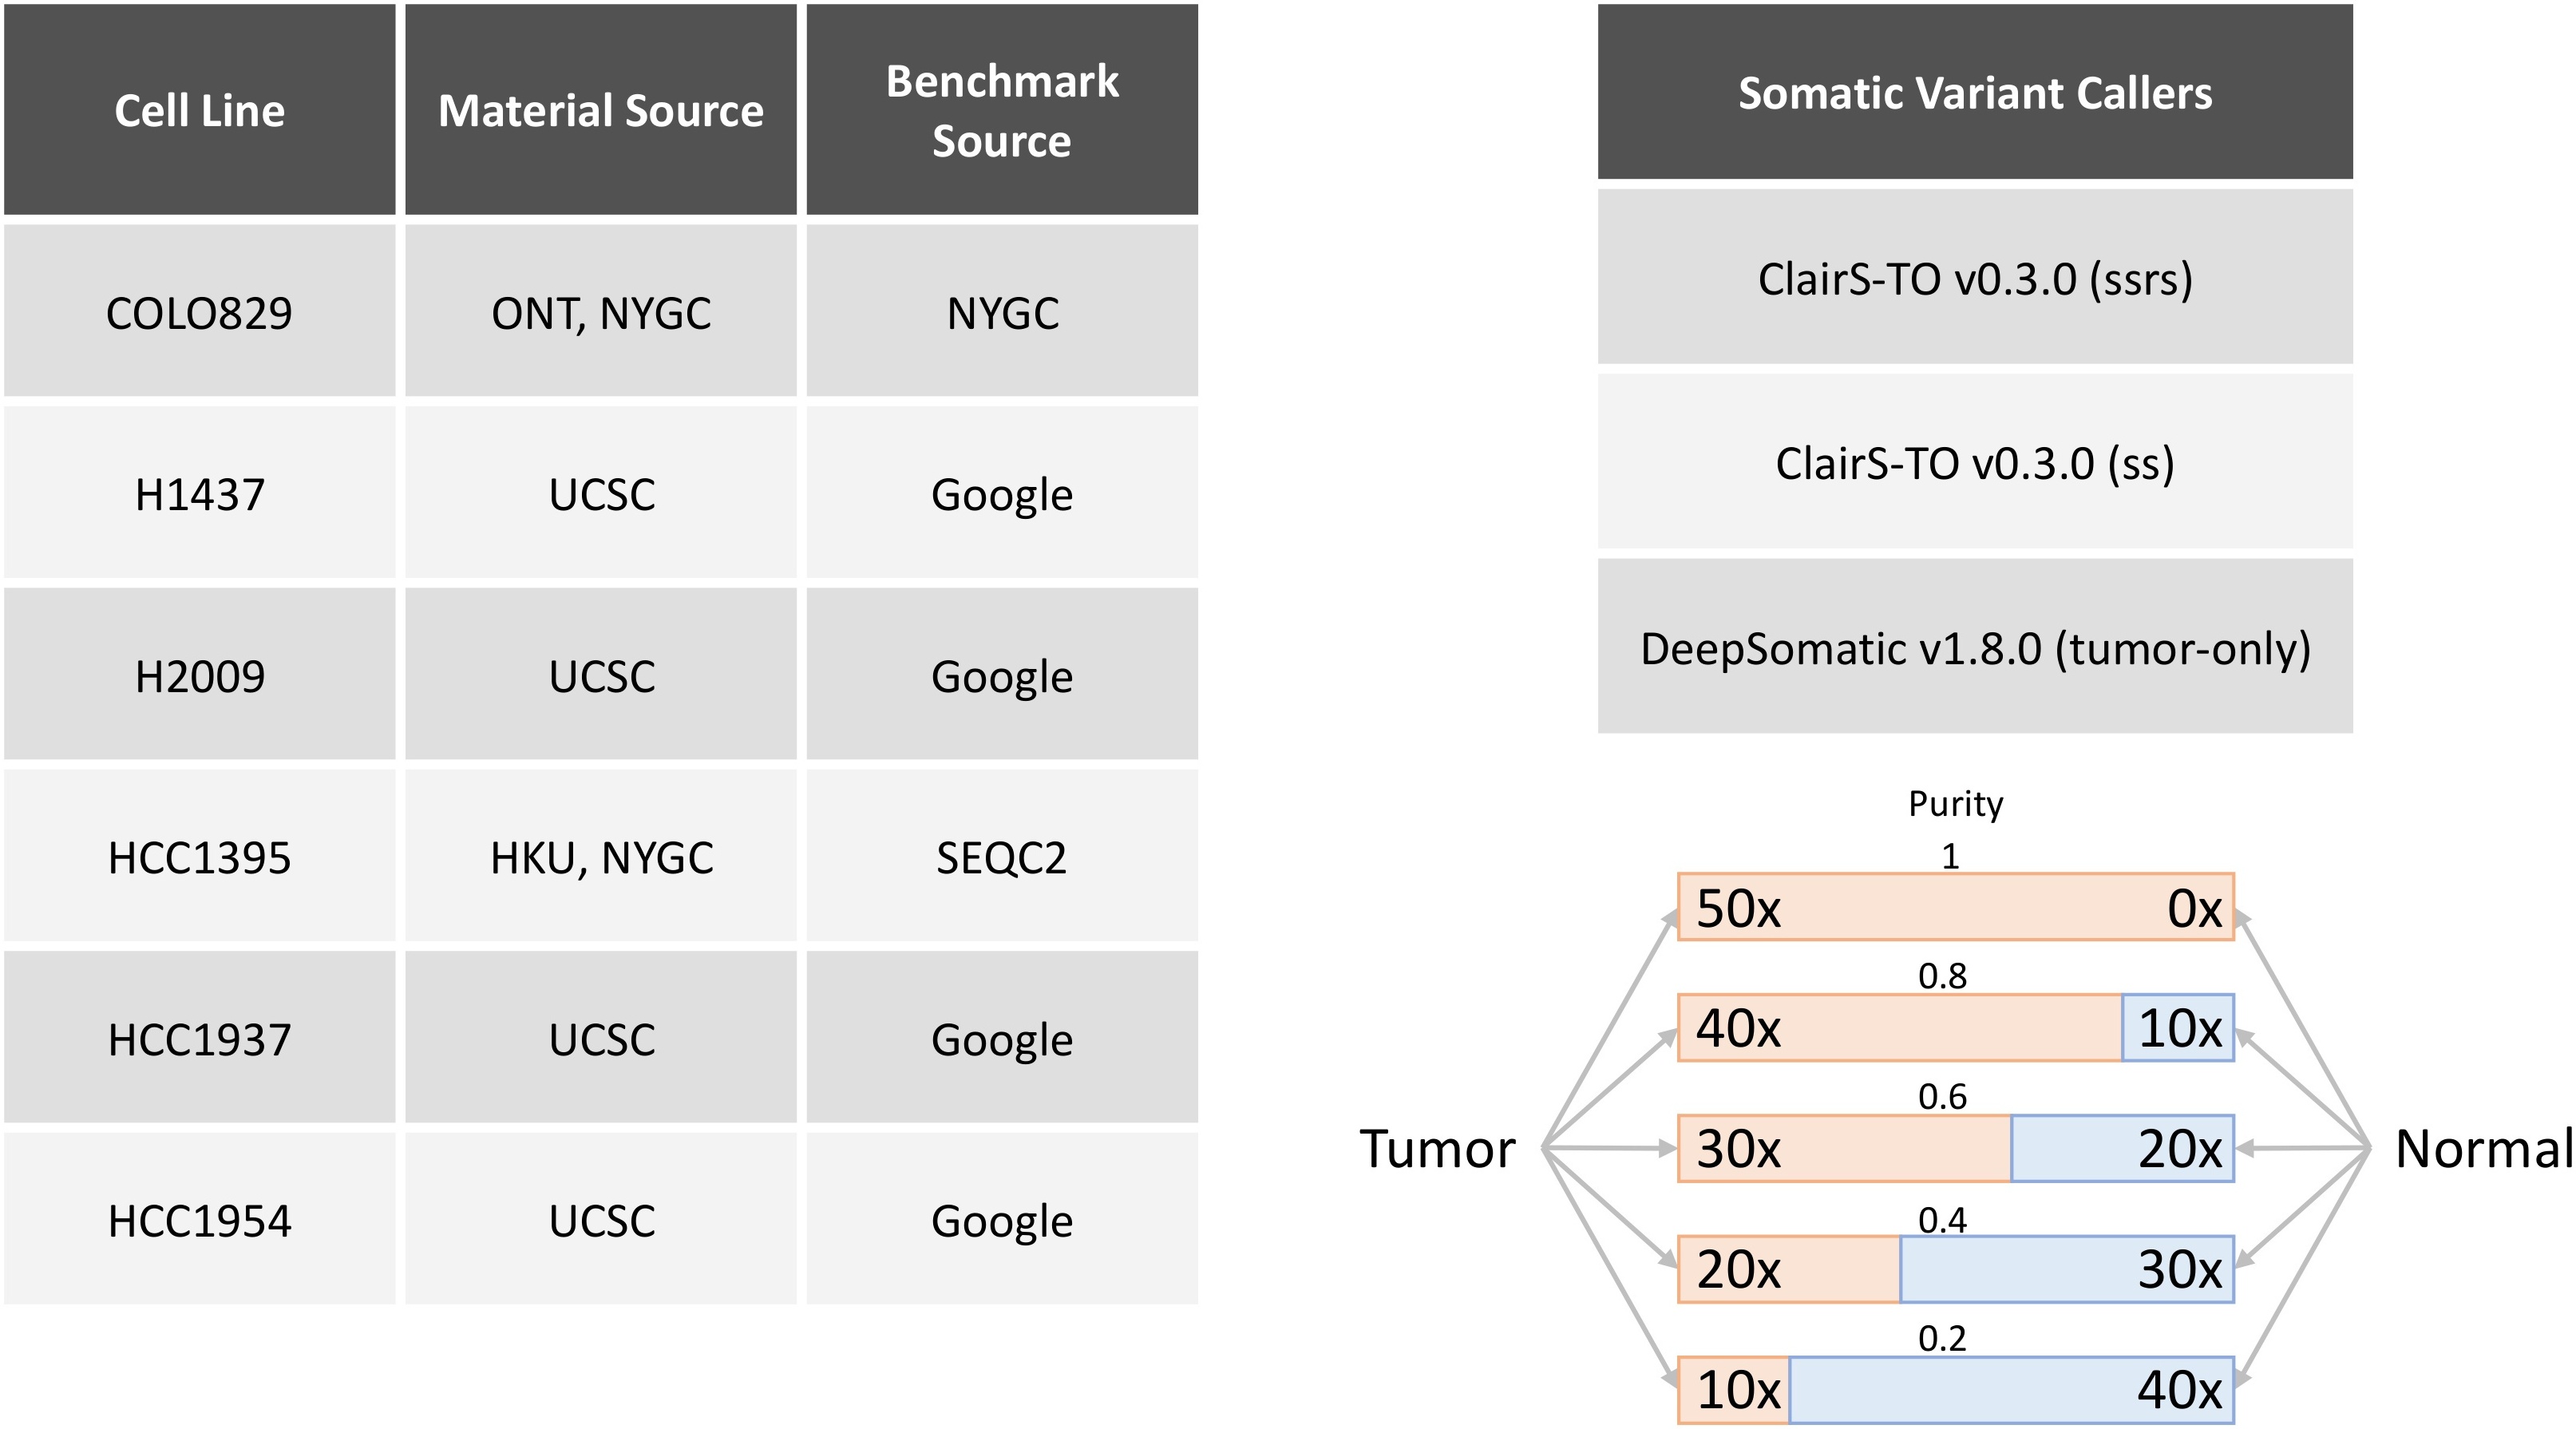 Cell Line
Material Source
Benchmark
Source
COLO829
ONT, NYGC
NYGC
H1437
UCSC
Google
H2009
UCSC
Google
HCC1395
HKU, NYGC
SEQC2
HCC1937
UCSC
Google
HCC1954
UCSC
Google
Somatic Variant Callers
ClairS-TO v0.3.0 (ssrs)
ClairS-TO v0.3.0 (ss)
DeepSomatic v1.8.0 (tumor-only)
Purity
1
50x
0x
0.8
40x
10x
0.6
Tumor
30x
20x
Normal
0.4
20x
30x
0.2
10x
40x